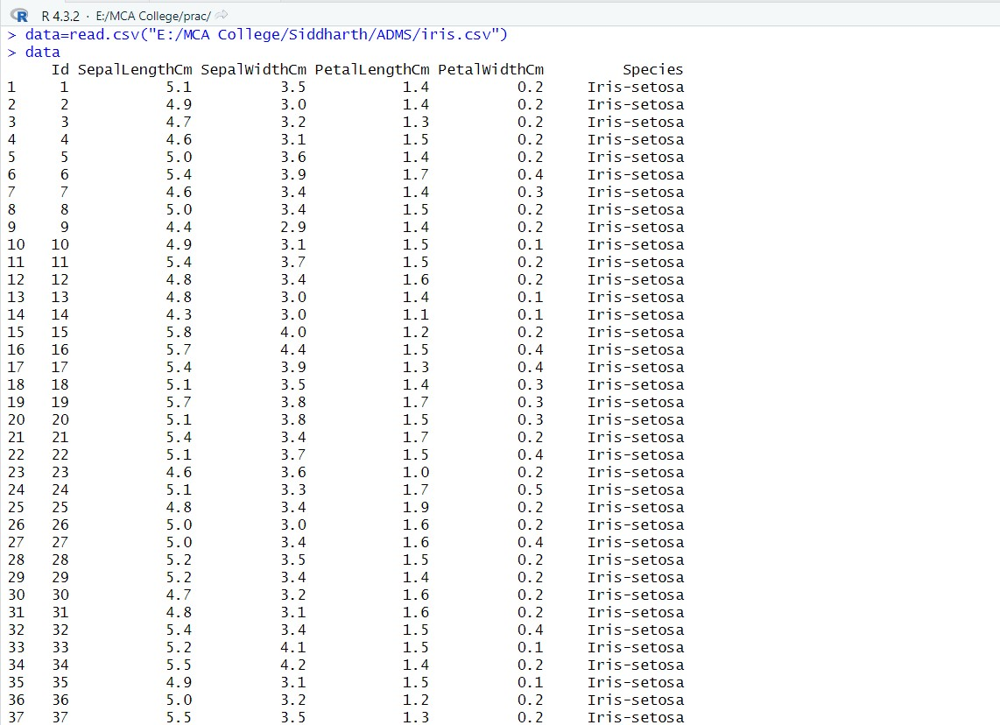 R R 4.3.2 · E:/MCA College/prac/
> data=read.csv("E:/MCA College/Siddharth/ADMS/iris.csv")
> data
Id SepalLengthCm SepalWidthCm PetalLengthCm PetalWidthCm Species
1 1 5.1 3.5 1.4 0.2 Iris-setosa
2 2 4.9 3.0 1.4 0.2 Iris-setosa
3 3 4.7 3.2 1.3 0.2 Iris-setosa
4 4 4.6 3.1 1.5 0.2 Iris-setosa
5 5 5.0 3.6 1.4 0.2 Iris-setosa
6 6 5.4 3.9 1.7 0.4 Iris-setosa
7 7 4.6 3.4 1.4 0.3 Iris-setosa
8 8 5.0 3.4 1.5 0.2 Iris-setosa
9 9 4.4 2.9 1.4 0.2 Iris-setosa
10 10 4.9 3.1 1.5 0.1 Iris-setosa
11 11 5.4 3.7 1.5 0.2 Iris-setosa
12 12 4.8 3.4 1.6 0.2 Iris-setosa
13 13 4.8 3.0 1.4 0.1 Iris-setosa
14 14 4.3 3.0 1.1 0.1 Iris-setosa
15 15 5.8 4.0 1.2 0.2 Iris-setosa
16 16 5.7 4.4 1.5 0.4 Iris-setosa
17 17 5.4 3.9 1.3 0.4 Iris-setosa
18 18 5.1 3.5 1.4 0.3 Iris-setosa
19 19 5.7 3.8 1.7 0.3 Iris-setosa
20 20 5.1 3.8 1.5 0.3 Iris-setosa
21 21 5.4 3.4 1.7 0.2 Iris-setosa
22 22 5.1 3.7 1.5 0.4 Iris-setosa
23 23 4.6 3.6 1.0 0.2 Iris-setosa
24 24 5.1 3.3 1.7 0.5 Iris-setosa
25 25 4.8 3.4 1.9 0.2 Iris-setosa
26 26 5.0 3.0 1.6 0.2 Iris-setosa
27 27 5.0 3.4 1.6 0.4 Iris-setosa
28 28 5.2 3.5 1.5 0.2 Iris-setosa
29 29 5.2 3.4 1.4 0.2 Iris-setosa
30 30 4.7 3.2 1.6 0.2 Iris-setosa
31 31 4.8 3.1 1.6 0.2 Iris-setosa
32 32 5.4 3.4 1.5 0.4 Iris-setosa
33 33 5.2 4.1 1.5 0.1 Iris-setosa
34 34 5.5 4.2 1.4 0.2 Iris-setosa
35 35 4.9 3.1 1.5 0.1 Iris-setosa
36 36 5.0 3.2 1.2 0.2 Iris-setosa
37 37 5.5 3.5 1.3 0.2 Iris-setosa